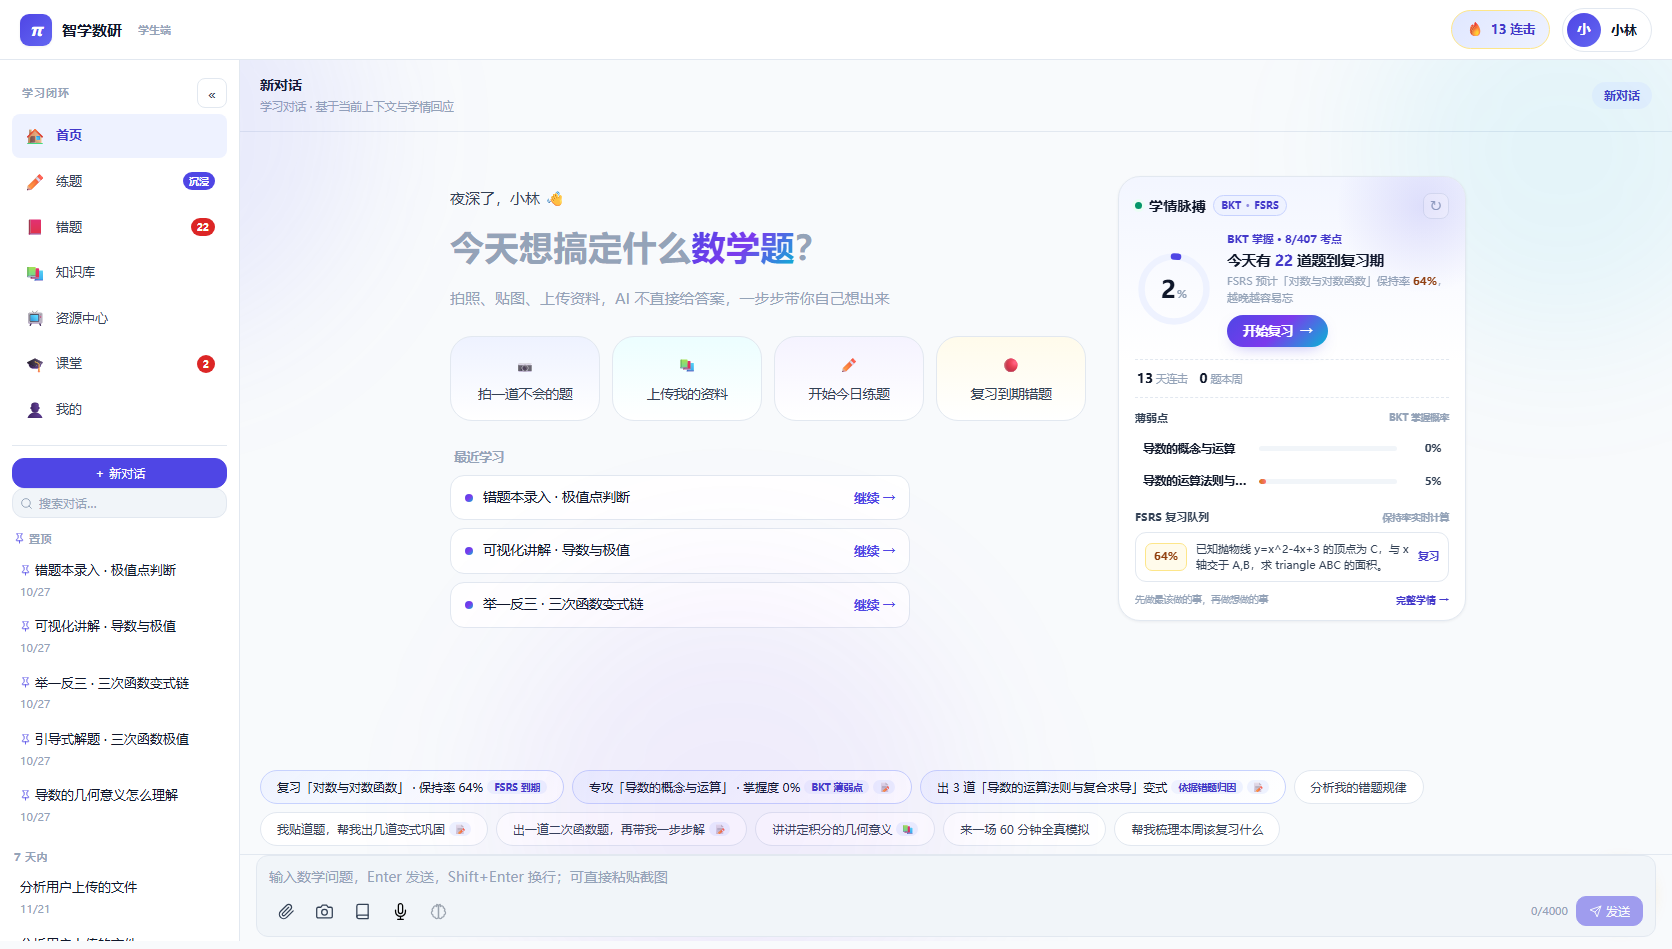 π 智学数研 学生端
13 连击
小 小林
学习闭环
«
首页
练题 沉浸
错题 22
知识库
资源中心
课堂 2
我的
+ 新对话
搜索对话...
置顶
错题本录入 · 极值点判断
10/27
可视化讲解 · 导数与极值
10/27
举一反三 · 三次函数变式链
10/27
引导式解题 · 三次函数极值
10/27
导数的几何意义怎么理解
10/27
7 天内
分析用户上传的文件
11/21
新对话
学习对话 · 基于当前上下文与学情回应
新对话
夜深了，小林
今天想搞定什么数学题?
拍照、贴图、上传资料，AI 不直接给答案，一步步带你自己想出来
拍一道不会的题
上传我的资料
开始今日练题
复习到期错题
最近学习
错题本录入 · 极值点判断 继续 →
可视化讲解 · 导数与极值 继续 →
举一反三 · 三次函数变式链 继续 →
学情脉搏 BKT • FSRS ↻
2%
BKT 掌握 • 8/407 考点
今天有 22 道题到复习期
FSRS 预计「对数与对数函数」保持率 64%，
越晚越容易忘
开始复习 →
13 天连击 0 题本周
薄弱点 BKT 掌握概率
导数的概念与运算 0%
导数的运算法则与... 5%
FSRS 复习队列 保持率实时计算
64% 已知抛物线 y=x^2-4x+3 的顶点为 C，与 x
轴交于 A,B，求 triangle ABC 的面积。
复习
先做最该做的事，再做想做的事 完整学情 →
复习「对数与对数函数」 · 保持率 64% FSRS 到期
专攻「导数的概念与运算」 · 掌握度 0% BKT 薄弱点
出 3 道「导数的运算法则与复合求导」变式 依据错题归因
分析我的错题规律
我贴道题，帮我出几道变式巩固
出一道二次函数题，再带我一步步解
讲讲定积分的几何意义
来一场 60 分钟全真模拟
帮我梳理本周该复习什么
输入数学问题，Enter 发送，Shift+Enter 换行；可直接粘贴截图
0/4000 发送